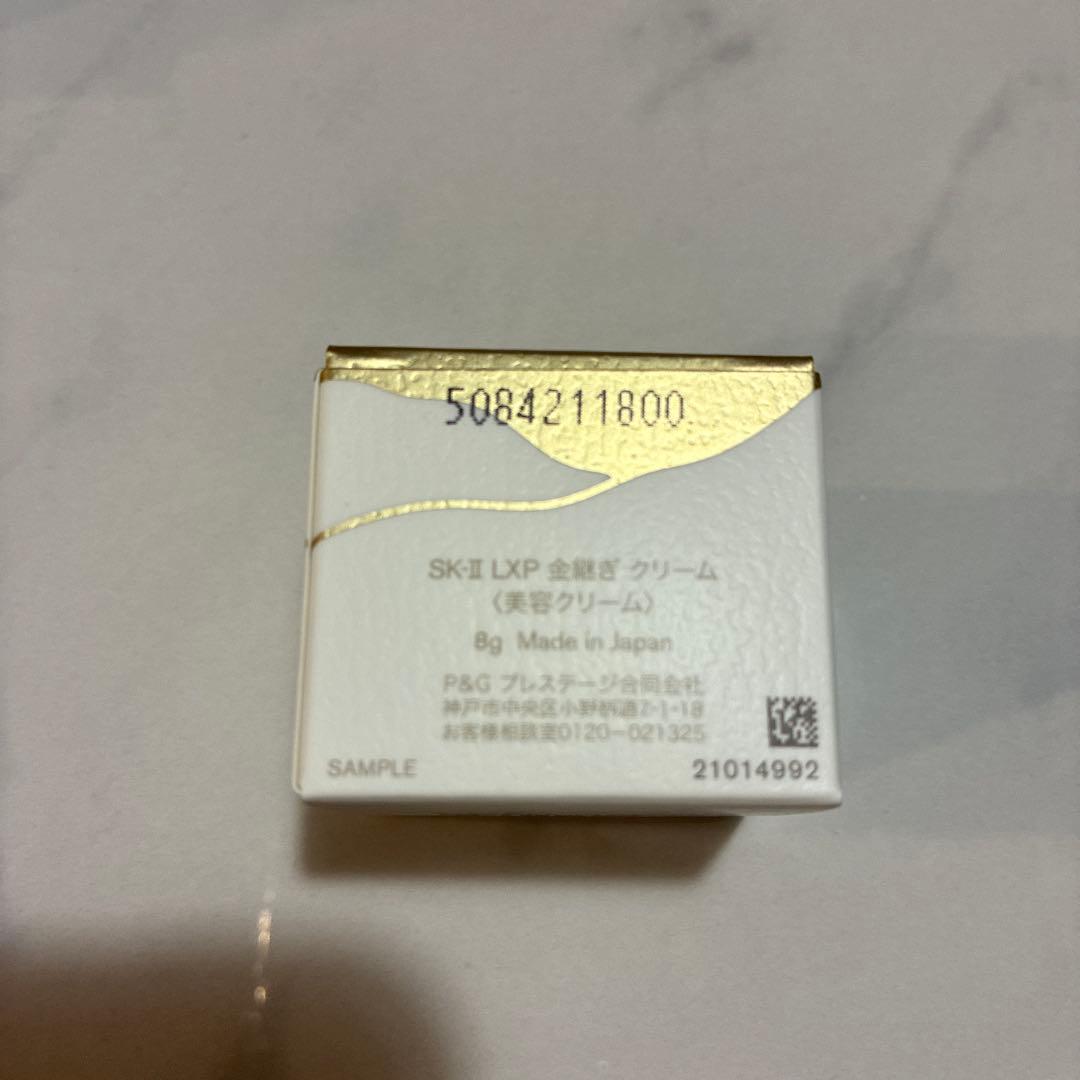 5084211800
SK-II LXP 金継ぎ クリーム
〈美容クリーム〉
8g Made in Japan
P&G プレステージ合同会社
神戸市中央区小野柄通7-1-18
お客様相談室0120-021325
SAMPLE
21014992